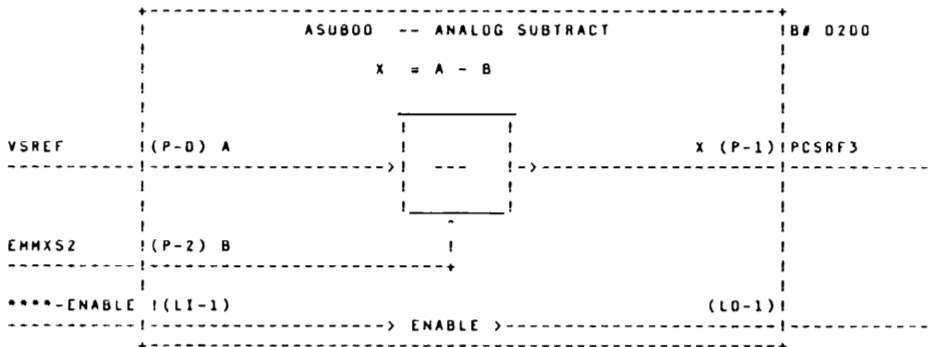 ASUB00 -- ANALOG SUBTRACT B# 0200
X = A - B
VSREF (P-0) A --- X (P-1) PCSRF3
EMMXS2 (P-2) B
****-ENABLE (LI-1) (LO-1)
ENABLE